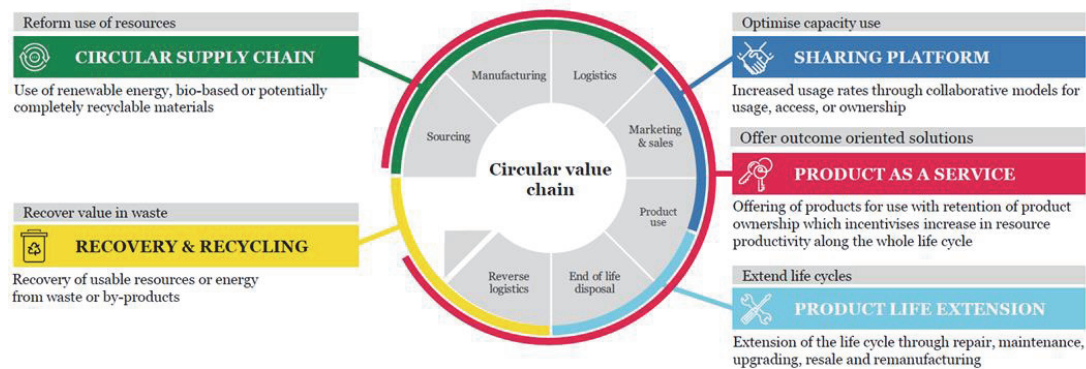 Reform use of resources
CIRCULAR SUPPLY CHAIN
Use of renewable energy, bio-based or potentially
completely recyclable materials
Recover value in waste
RECOVERY & RECYCLING
Recovery of usable resources or energy
from waste or by-products
Manufacturing
Logistics
Sourcing
Marketing
& sales
Circular value
chain
Product
use
Reverse
logistics
End of life
disposal
Optimise capacity use
SHARING PLATFORM
Increased usage rates through collaborative models for
usage, access, or ownership
Offer outcome oriented solutions
PRODUCT AS A SERVICE
Offering of products for use with retention of product
ownership which incentivises increase in resource
productivity along the whole life cycle
Extend life cycles
PRODUCT LIFE EXTENSION
Extension of the life cycle through repair, maintenance,
upgrading, resale and remanufacturing